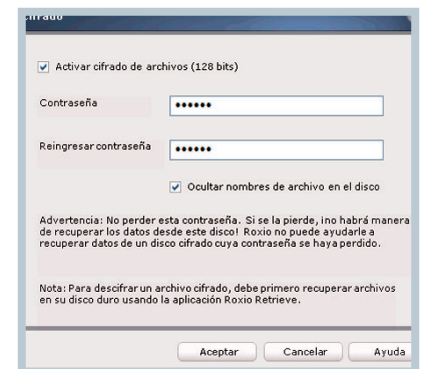 cifrado
Activar cifrado de archivos (128 bits)
Contraseña
••••••
Reingresar contraseña
••••••
Ocultar nombres de archivo en el disco
Advertencia: No perder esta contraseña. Si se la pierde, ¡no habrá manera
de recuperar los datos desde este disco! Roxio no puede ayudarle a
recuperar datos de un disco cifrado cuya contraseña se haya perdido.
Nota: Para descifrar un archivo cifrado, debe primero recuperar archivos
en su disco duro usando la aplicación Roxio Retrieve.
Aceptar Cancelar Ayuda